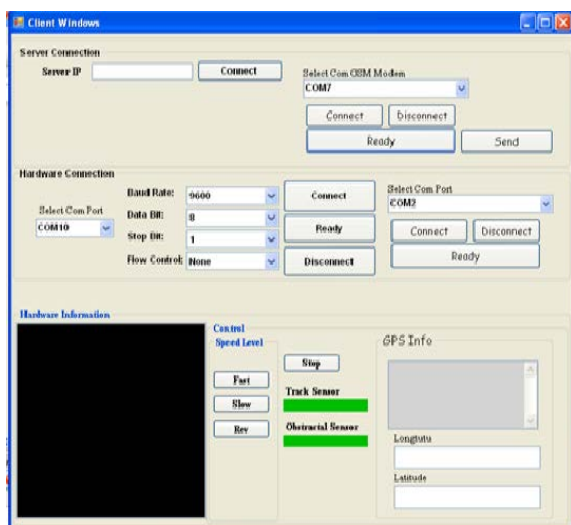 Client Windows
Server Connection
Server IP
Connect
Select Com GSM Modem
COM7
Connect
Disconnect
Ready
Send
Hardware Connection
Select Com Port
COM10
Baud Rate:
9600
Data Bit:
8
Stop Bit:
1
Flow Control:
None
Connect
Ready
Disconnect
Select Com Port
COM2
Connect
Disconnect
Ready
Hardware Information
Control
Speed Level
Fast
Slow
Rev
Stop
Track Sensor
Obstracial Sensor
GPS Info
Longtutu
Latitude